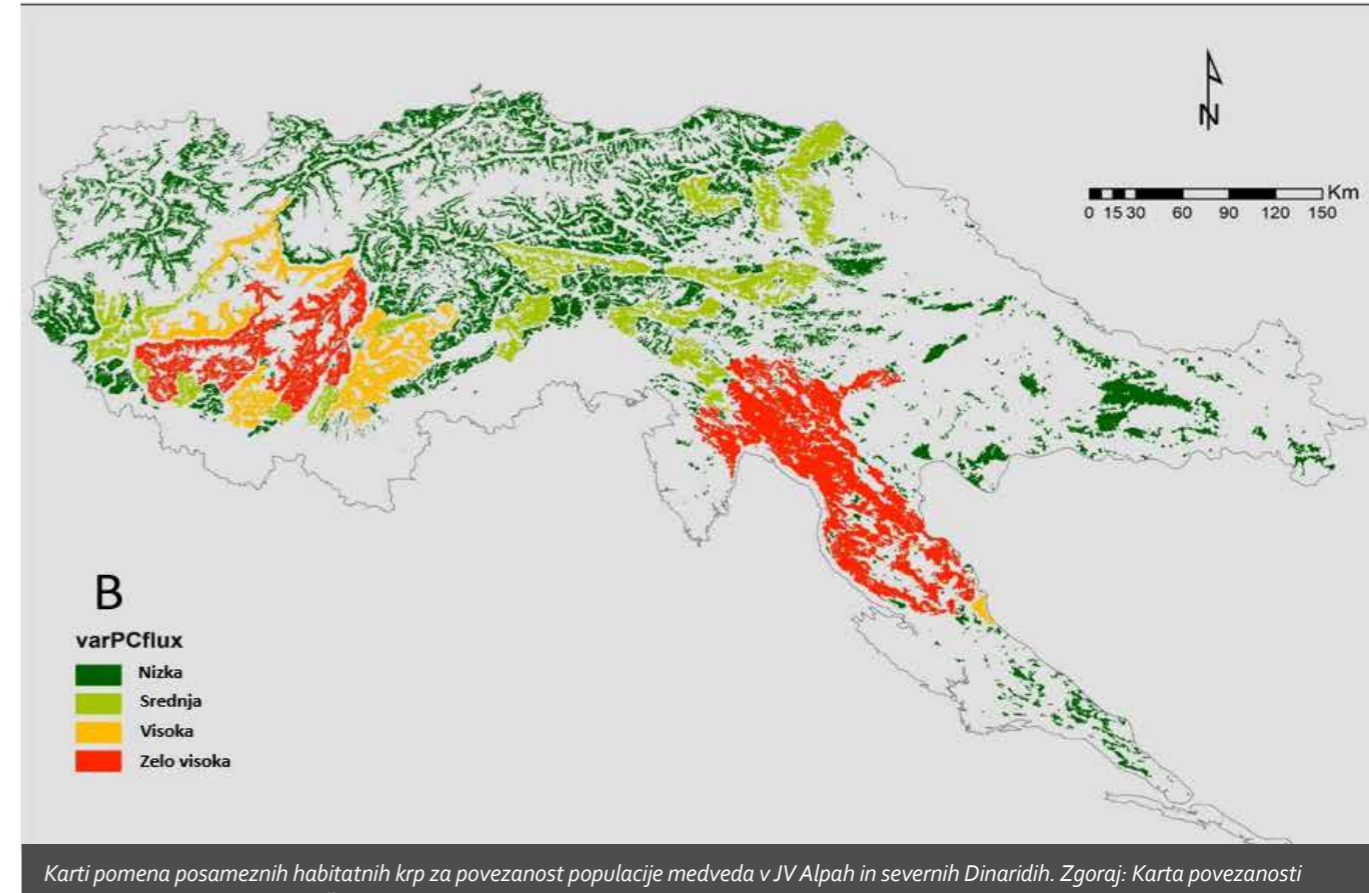 N
Km
0 15 30 60 90 120 150
B
varPCflux
Nizka
Srednja
Visoka
Zelo visoka
Karti pomena posameznih habitatnih krp za povezanost populacije medveda v JV Alpah in severnih Dinaridih. Zgoraj: Karta povezanosti